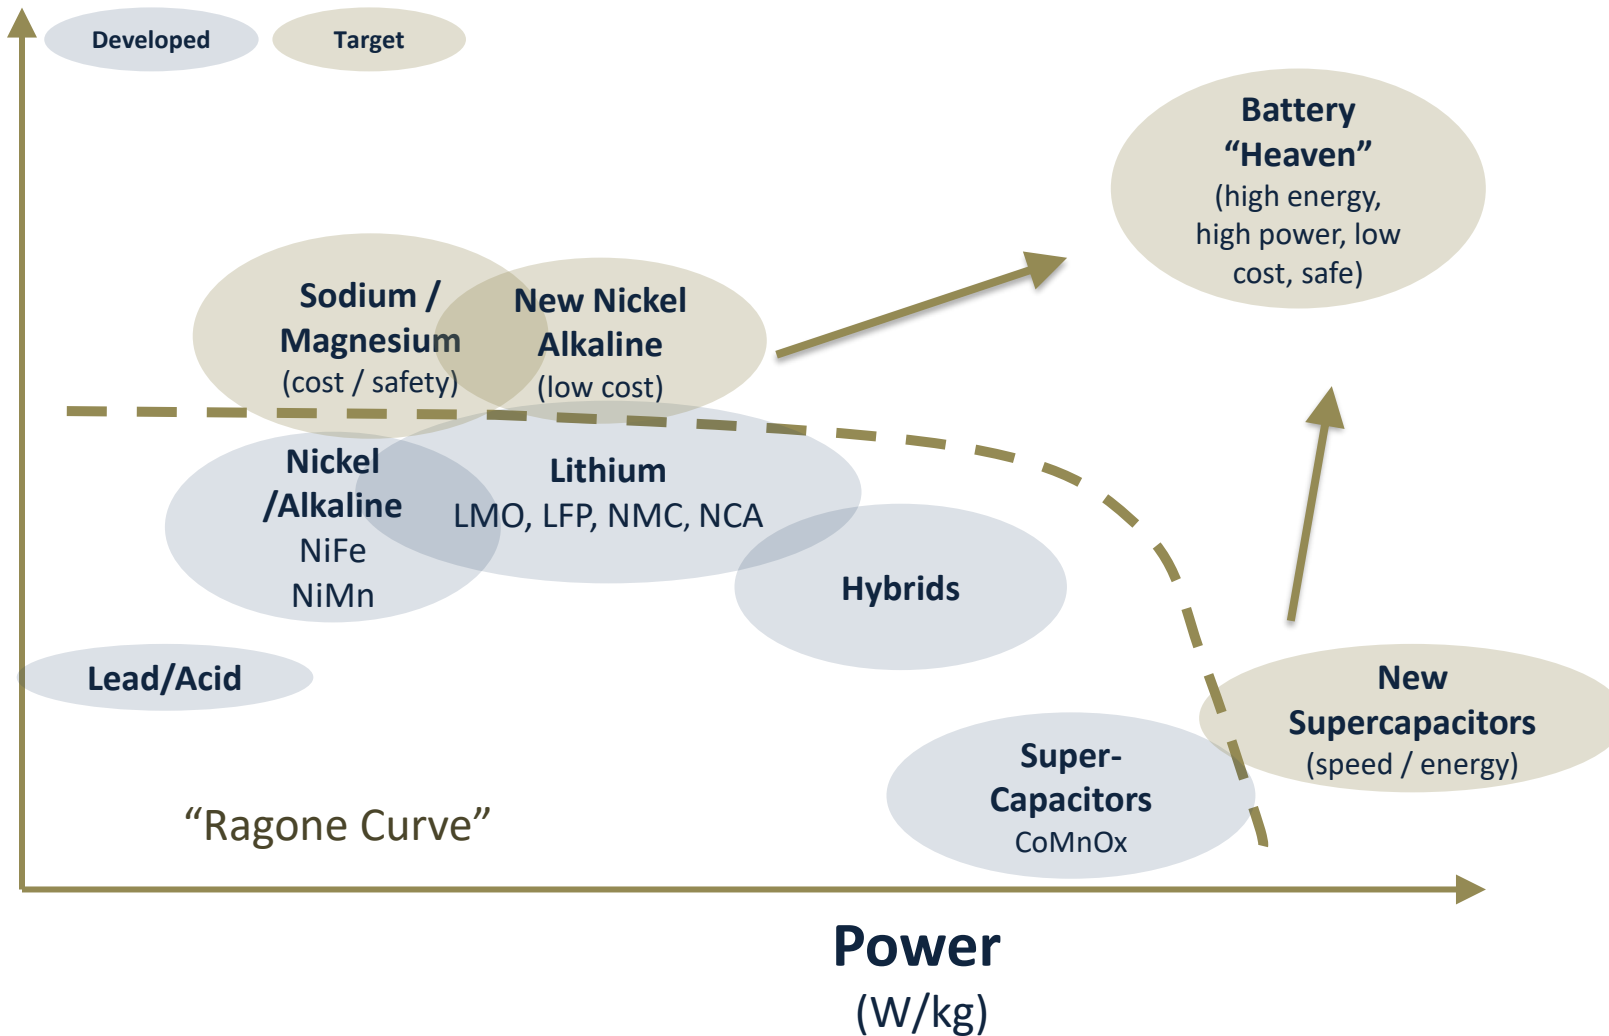 Developed
Target
Battery
“Heaven”
(high energy,
high power, low
cost, safe)
Sodium /
Magnesium
(cost / safety)
New Nickel
Alkaline
(low cost)
Nickel
/Alkaline
NiFe
NiMn
Lithium
LMO, LFP, NMC, NCA
Hybrids
Lead/Acid
New
Supercapacitors
(speed / energy)
Super-
Capacitors
CoMnOx
“Ragone Curve”
Power
(W/kg)